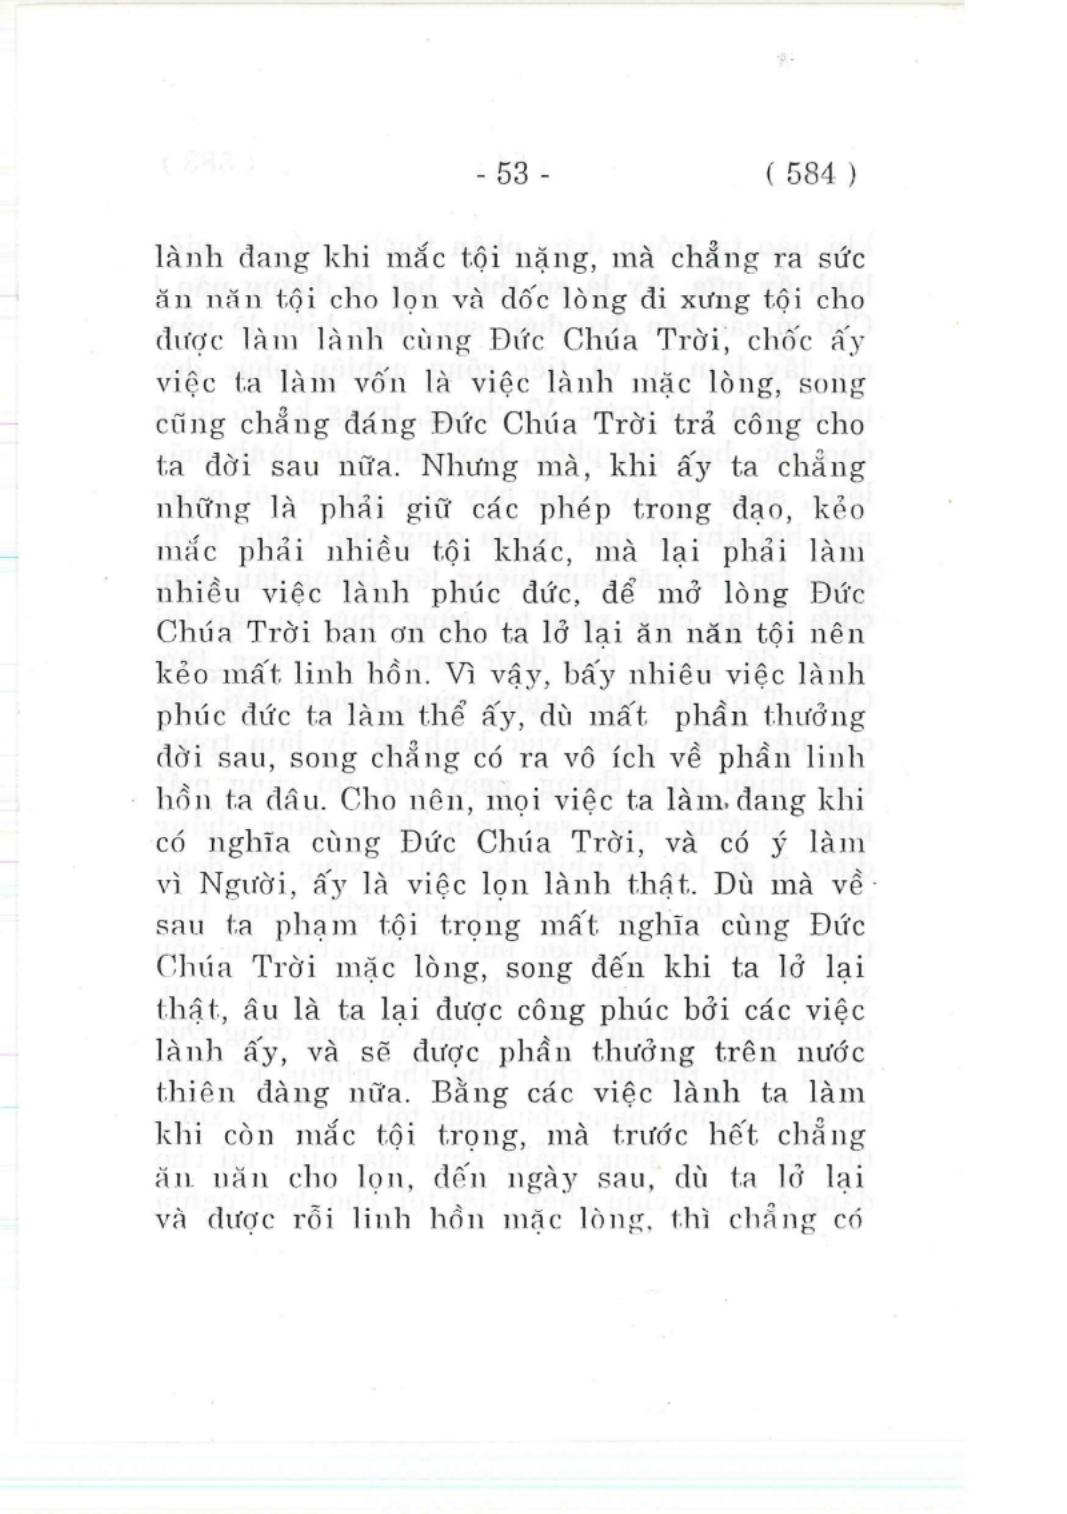 - 53 -
( 584 )
lành đang khi mắc tội nặng, mà chẳng ra sức
ăn năn tội cho lọn và dốc lòng đi xưng tội cho
được làm lành cùng Đức Chúa Trời, chốc ấy
việc ta làm vốn là việc lành mặc lòng, song
cũng chẳng đáng Đức Chúa Trời trả công cho
ta đời sau nữa. Nhưng mà, khi ấy ta chẳng
những là phải giữ các phép trong đạo, kẻo
mắc phải nhiều tội khác, mà lại phải làm
nhiều việc lành phúc đức, để mở lòng Đức
Chúa Trời ban ơn cho ta lở lại ăn năn tội nên
kẻo mất linh hồn. Vì vậy, bấy nhiêu việc lành
phúc đức ta làm thể ấy, dù mất phần thưởng
đời sau, song chẳng có ra vô ích về phần linh
hồn ta đâu. Cho nên, mọi việc ta làm đang khi
có nghĩa cùng Đức Chúa Trời, và có ý làm
vì Người, ấy là việc lọn lành thật. Dù mà về
sau ta phạm tội trọng mất nghĩa cùng Đức
Chúa Trời mặc lòng, song đến khi ta lở lại
thật, âu là ta lại được công phúc bởi các việc
lành ấy, và sẽ được phần thưởng trên nước
thiên đàng nữa. Bằng các việc lành ta làm
khi còn mắc tội trọng, mà trước hết chẳng
ăn năn cho lọn, đến ngày sau, dù ta lở lại
và được rỗi linh hồn mặc lòng, thì chẳng có